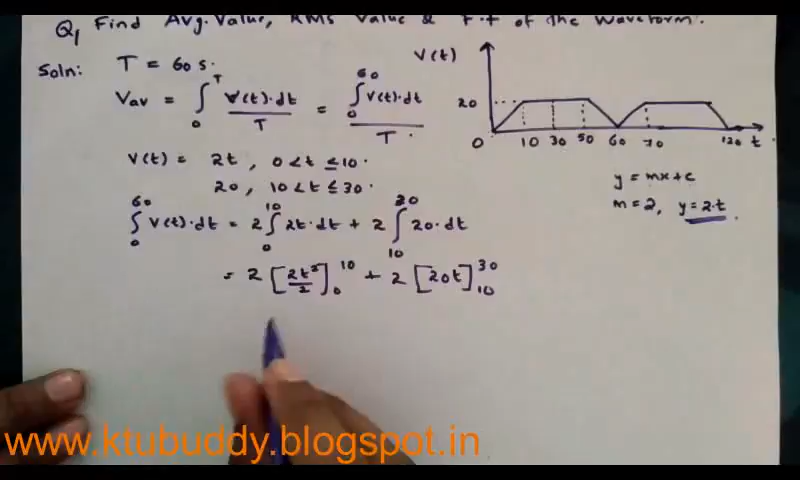 Q, Find Avg. Value, RMS Value & F.F of the Waveform.
Soln: T = 60 s.
V(t)
Vav = ∫₀ᵀ V(t)·dt / T = ∫₀⁶⁰ V(t)·dt / T
20
0 10 30 50 60 70 120 t
V(t) = 2t, 0 < t ≤ 10.
20, 10 < t ≤ 30.
y = mx + c
m = 2, y = 2·t
∫₀⁶⁰ V(t)·dt = 2 ∫₀¹⁰ 2t·dt + 2 ∫₁₀³⁰ 20·dt
= 2 [2t²/2]₀¹⁰ + 2 [20t]₁₀³⁰
www.ktubuddy.blogspot.in